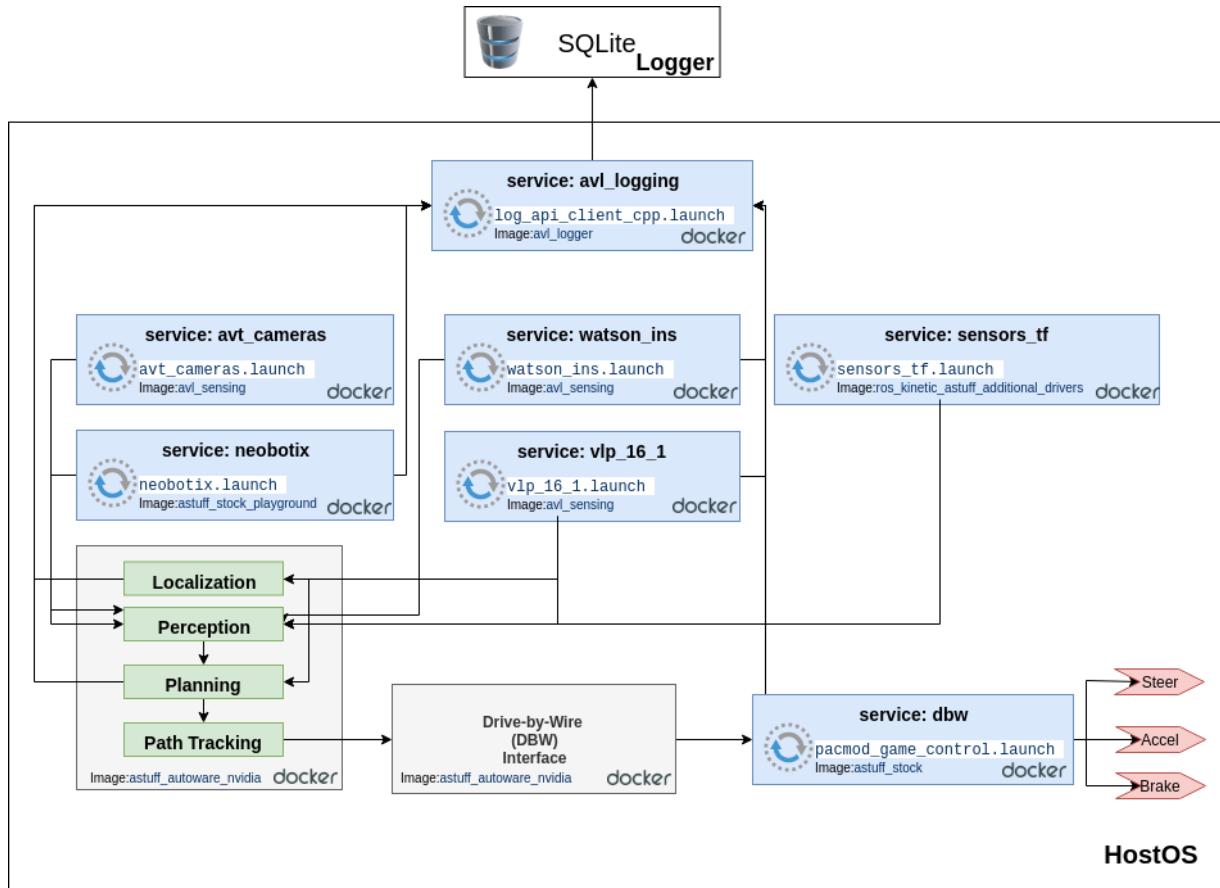 SQLite
Logger
service: avl_logging
log_api_client_cpp.launch
Image:avl_logger
docker
service: avt_cameras
avt_cameras.launch
Image:avl_sensing
docker
service: watson_ins
watson_ins.launch
Image:avl_sensing
docker
service: sensors_tf
sensors_tf.launch
Image:ros_kinetic_astuff_additional_drivers
docker
service: neobotix
neobotix.launch
Image:astuff_stock_playground
docker
service: vlp_16_1
vlp_16_1.launch
Image:avl_sensing
docker
Localization
Perception
Planning
Path Tracking
Image:astuff_autoware_nvidia
docker
Drive-by-Wire
(DBW)
Interface
Image:astuff_autoware_nvidia
docker
service: dbw
pacmod_game_control.launch
Image:astuff_stock
docker
Steer
Accel
Brake
HostOS